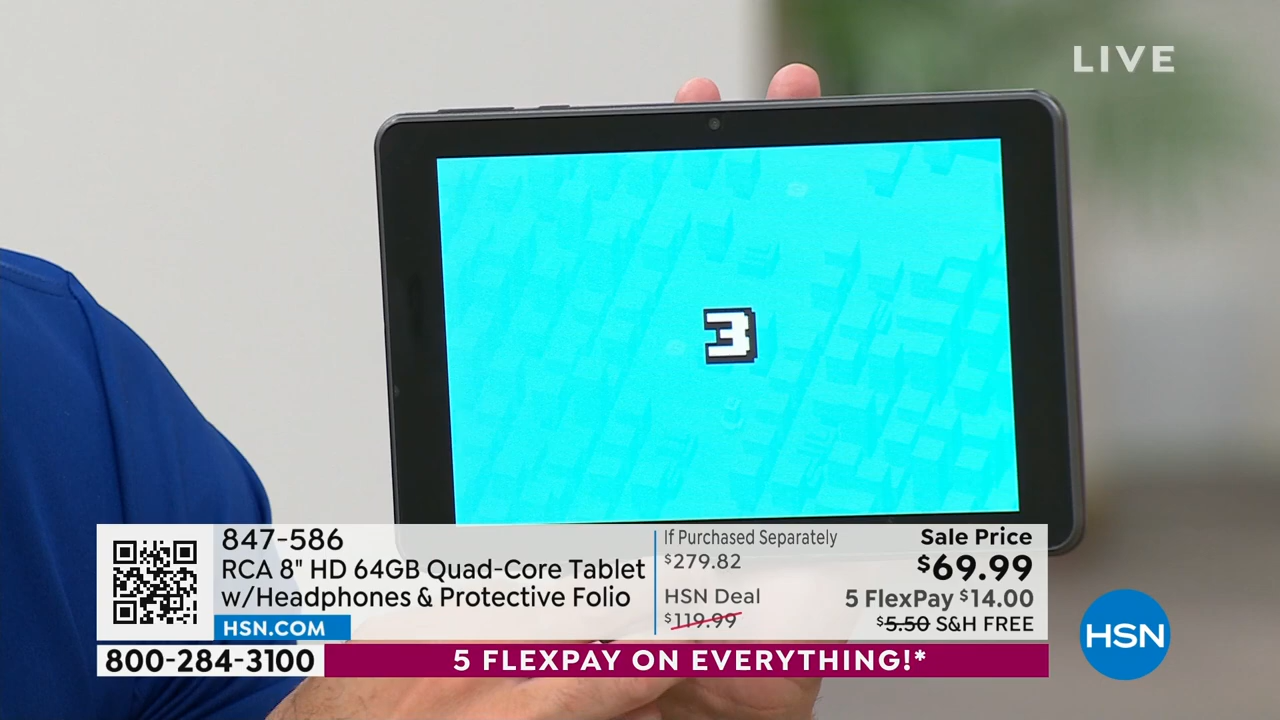 LIVE
3
847-586
RCA 8" HD 64GB Quad-Core Tablet
w/Headphones & Protective Folio
HSN.COM
If Purchased Separately
$279.82
HSN Deal
$119.99
Sale Price
$69.99
5 FlexPay $14.00
$5.50 S&H FREE
HSN
800-284-3100
5 FLEXPAY ON EVERYTHING!*